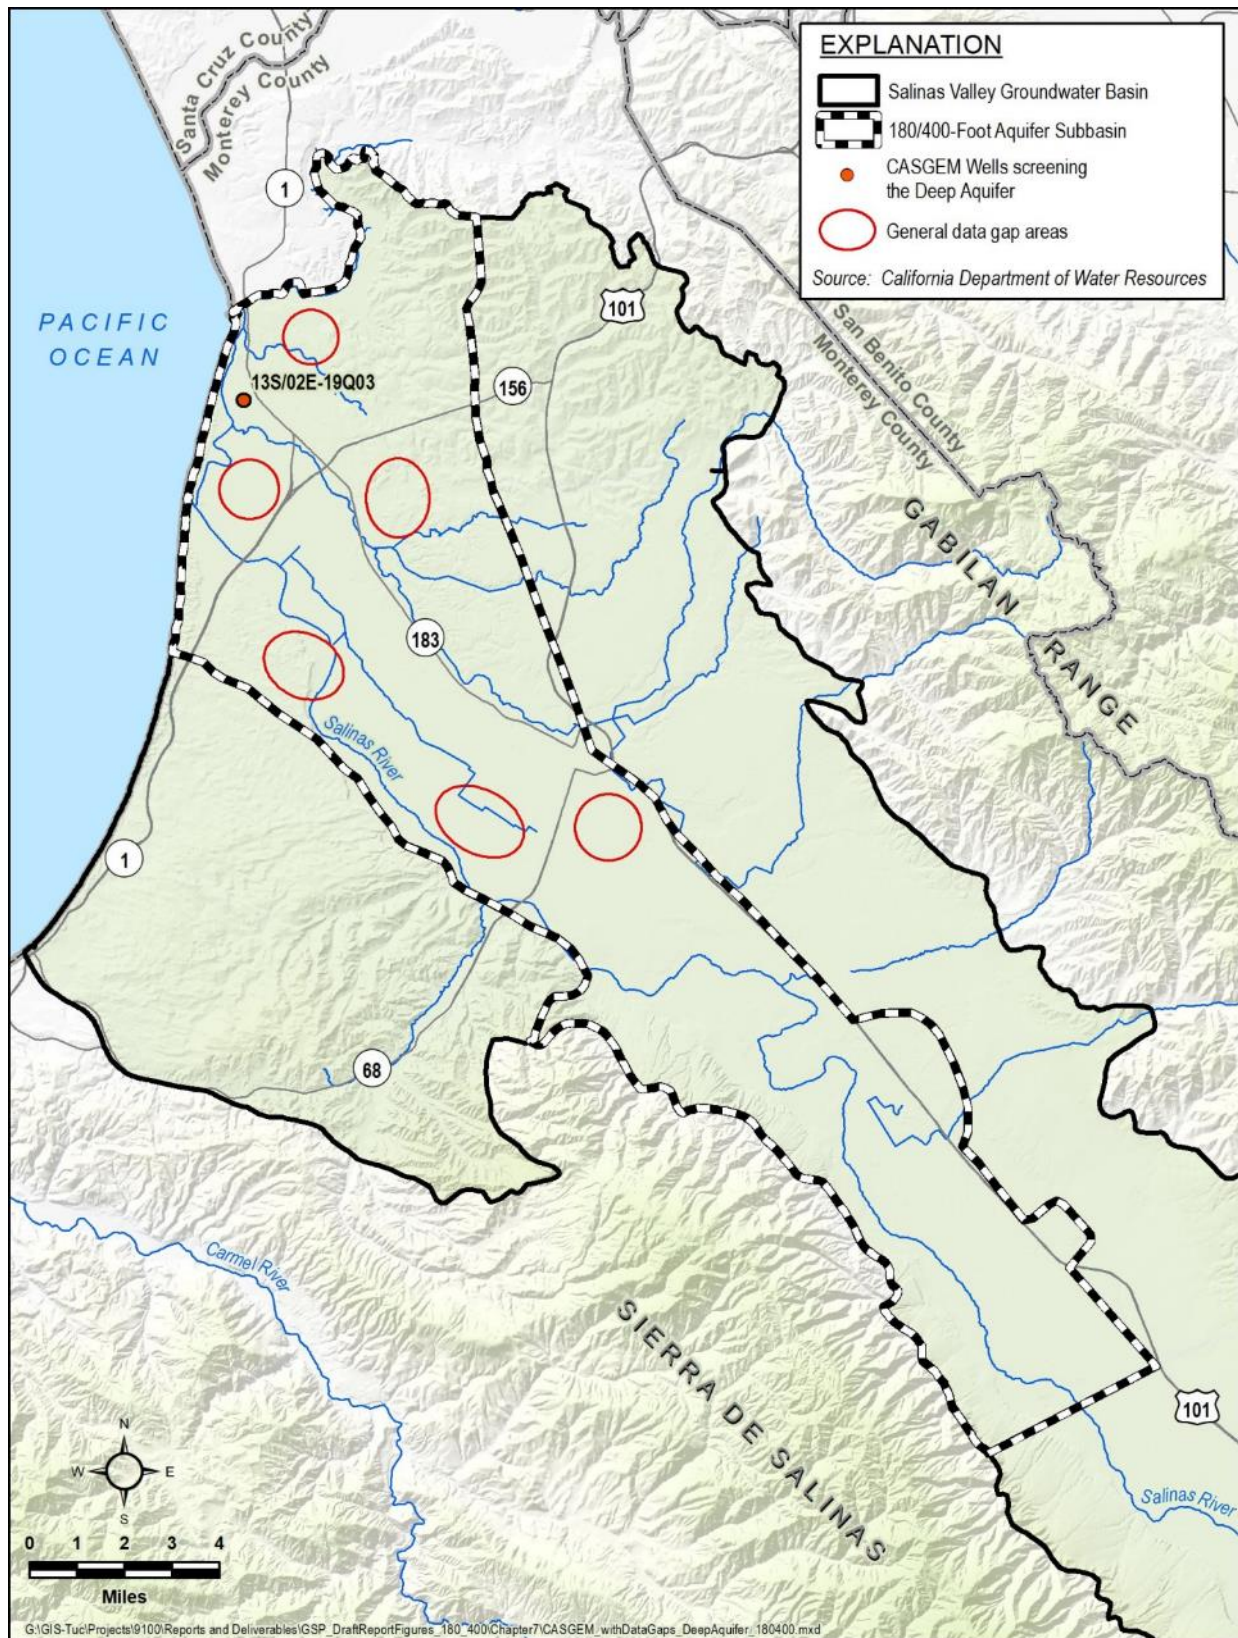 EXPLANATION
Salinas Valley Groundwater Basin
180/400-Foot Aquifer Subbasin
CASGEM Wells screening
the Deep Aquifer
General data gap areas
Source: California Department of Water Resources
Santa Cruz County
Monterey County
1
101
PACIFIC
OCEAN
San Benito County
Monterey County
13S/02E-19Q03
156
GABILAN
RANGE
183
Salinas River
1
68
Carmel River
SIERRA DE SALINAS
101
Salinas River
N
W E
S
0 1 2 3 4
Miles
G:\GIS-Tuc\Projects\9100\Reports and Deliverables\GSP_DraftReportFigures_180_400\Chapter7\CASGEM_withDataGaps_DeepAquifer_180400.mxd